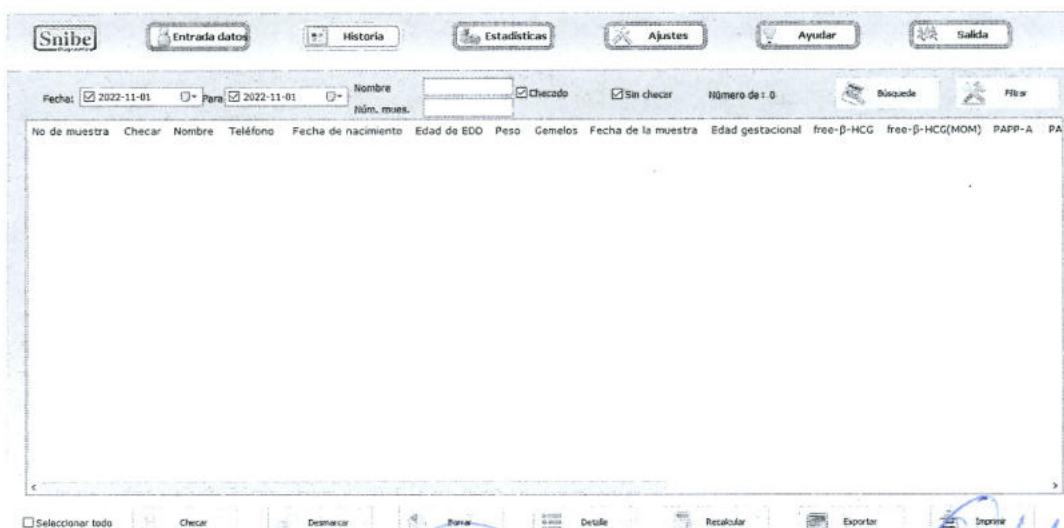 Snibe Entrada datos Historia Estadísticas Ajustes Ayudar Salida
Fecha: 2022-11-01 Para 2022-11-01 Nombre Checado Sin checar Número de : 0 Búsquede Filtrar
Núm. mues.
No de muestra Checar Nombre Teléfono Fecha de nacimiento Edad de EDD Peso Gemelos Fecha de la muestra Edad gestacional free-β-HCG free-β-HCG(MOM) PAPP-A PA
Seleccionar todo Checar Desmarcar Borrar Detalle Recalcular Exportar Imprimir